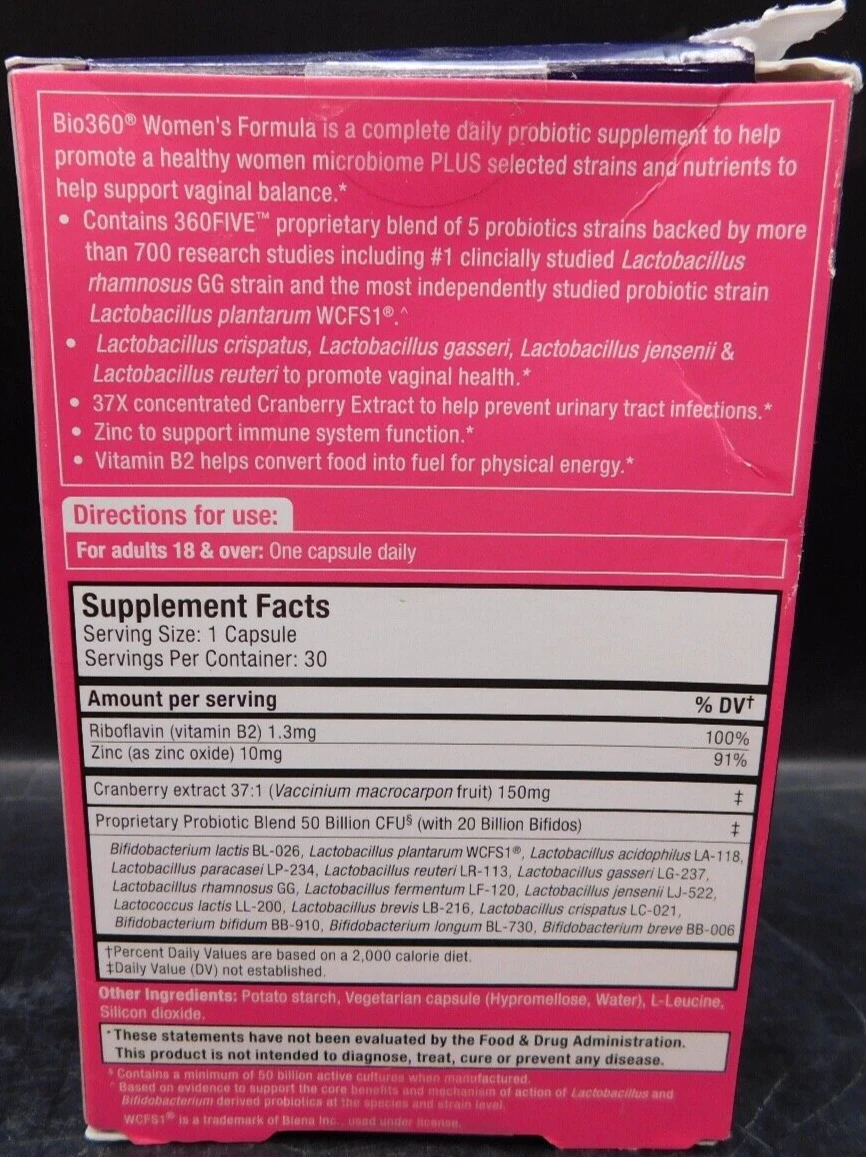 Bio360® Women's Formula is a complete daily probiotic supplement to help
promote a healthy women microbiome PLUS selected strains and nutrients to
help support vaginal balance.*
• Contains 360FIVE™ proprietary blend of 5 probiotics strains backed by more
than 700 research studies including #1 clincially studied Lactobacillus
rhamnosus GG strain and the most independently studied probiotic strain
Lactobacillus plantarum WCFS1®.^
• Lactobacillus crispatus, Lactobacillus gasseri, Lactobacillus jensenii &
Lactobacillus reuteri to promote vaginal health.*
• 37X concentrated Cranberry Extract to help prevent urinary tract infections.*
• Zinc to support immune system function.*
• Vitamin B2 helps convert food into fuel for physical energy.*
Directions for use:
For adults 18 & over: One capsule daily
Supplement Facts
Serving Size: 1 Capsule
Servings Per Container: 30
Amount per serving % DV†
Riboflavin (vitamin B2) 1.3mg 100%
Zinc (as zinc oxide) 10mg 91%
Cranberry extract 37:1 (Vaccinium macrocarpon fruit) 150mg ‡
Proprietary Probiotic Blend 50 Billion CFU§ (with 20 Billion Bifidos) ‡
Bifidobacterium lactis BL-026, Lactobacillus plantarum WCFS1®, Lactobacillus acidophilus LA-118,
Lactobacillus paracasei LP-234, Lactobacillus reuteri LR-113, Lactobacillus gasseri LG-237,
Lactobacillus rhamnosus GG, Lactobacillus fermentum LF-120, Lactobacillus jensenii LJ-522,
Lactococcus lactis LL-200, Lactobacillus brevis LB-216, Lactobacillus crispatus LC-021,
Bifidobacterium bifidum BB-910, Bifidobacterium longum BL-730, Bifidobacterium breve BB-006
†Percent Daily Values are based on a 2,000 calorie diet.
‡Daily Value (DV) not established.
Other Ingredients: Potato starch, Vegetarian capsule (Hypromellose, Water), L-Leucine,
Silicon dioxide.
*These statements have not been evaluated by the Food & Drug Administration.
This product is not intended to diagnose, treat, cure or prevent any disease.
§ Contains a minimum of 50 billion active cultures when manufactured.
^ Based on evidence to support the core benefits and mechanism of action of Lactobacillus and
Bifidobacterium derived probiotics at the species and strain level.
WCFS1® is a trademark of Biena Inc., used under license.